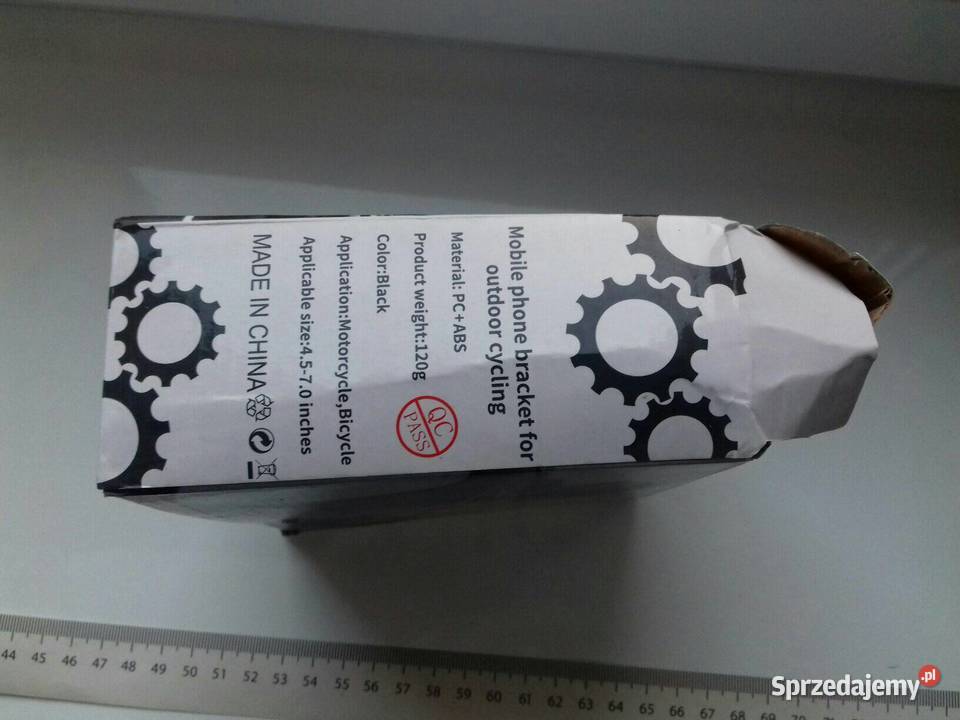 Mobile phone bracket for
outdoor cycling
Material: PC+ABS
Product weight:120g
Color:Black
Application:Motorcycle,Bicycle
Applicable size:4.5-7.0 inches
MADE IN CHINA
QC
PASS
44 45 46 47 48 49 50 51 52 53 54 55 56 57 58 59 60 61 62 63 64 65 66 67 68 69 70
Sprzedajemy.pl